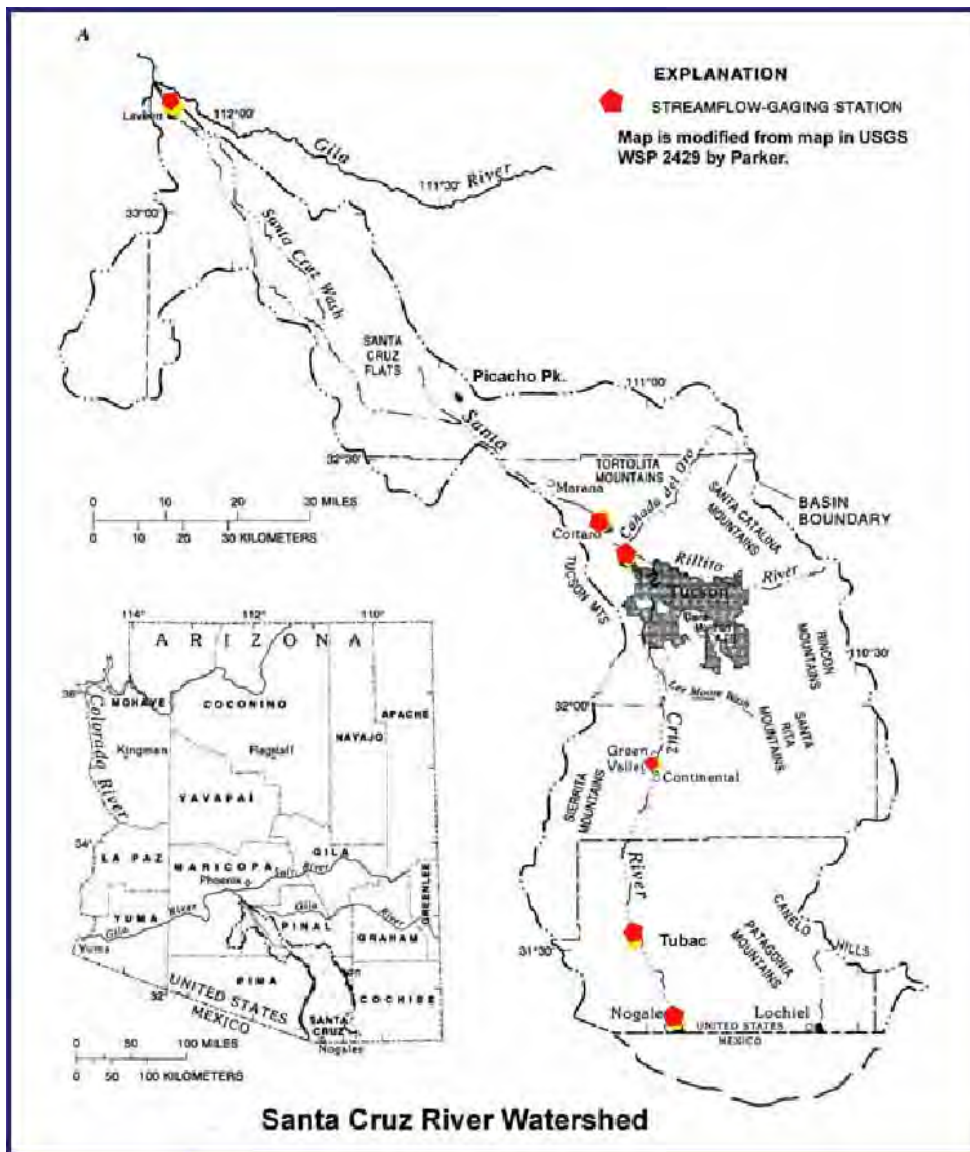 A
EXPLANATION
STREAMFLOW-GAGING STATION
Map is modified from map in USGS
WSP 2429 by Parker.
Laveen
112°00'
Gila
River
111°30'
33°00'
Santa Cruz Wash
SANTA
CRUZ
FLATS
Picacho Pk.
111°00'
Santa
32°30'
TORTOLITA
MOUNTAINS
Marana
Cañada del Oro
SANTA CATALINA
MOUNTAINS
BASIN
BOUNDARY
0 10 20 30 MILES
0 10 20 30 KILOMETERS
Cortaro
Rillito
River
TUCSON MTS
Tucson
RINCON
MOUNTAINS
110°30'
Lee Moore Wash
32°00'
Cruz
SANTA
RITA
MOUNTAINS
Green
Valley
Continental
SIERRITA
MOUNTAINS
River
CANELO
HILLS
PATAGONIA
MOUNTAINS
31°30'
Tubac
Nogales
Lochiel
UNITED STATES
MEXICO
114°
112°
110°
ARIZONA
MOHAVE
COCONINO
NAVAJO
APACHE
Colorado River
Kingman
Flagstaff
YAVAPAI
34°
LA PAZ
MARICOPA
GILA
Phoenix
Salt River
GREENLEE
YUMA
Gila River
Gila
River
PINAL
GRAHAM
Yuma
PIMA
32°
UNITED STATES
MEXICO
COCHISE
SANTA
CRUZ
Nogales
0 50 100 MILES
0 50 100 KILOMETERS
Santa Cruz River Watershed